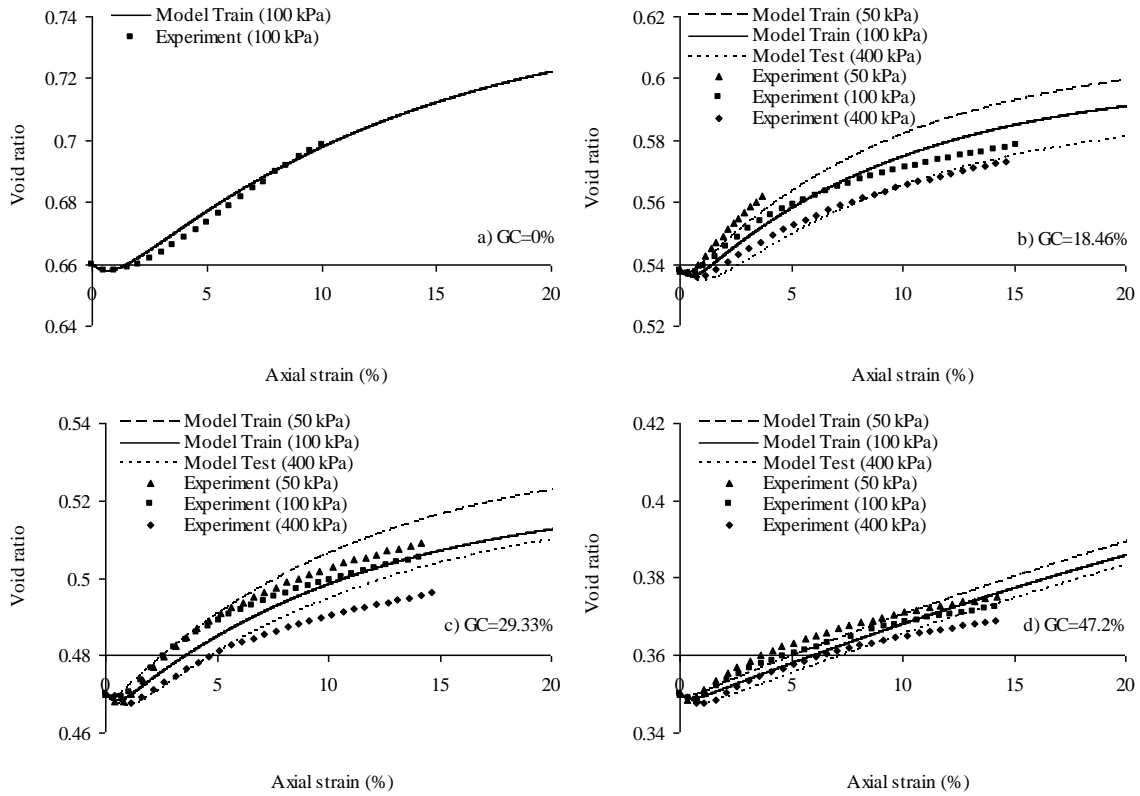 0.74
0.72
0.7
0.68
0.66
0.64
Void ratio
Model Train (100 kPa)
Experiment (100 kPa)
a) GC=0%
0
5
10
15
20
Axial strain (%)
0.62
0.6
0.58
0.56
0.54
0.52
Void ratio
Model Train (50 kPa)
Model Train (100 kPa)
Model Test (400 kPa)
Experiment (50 kPa)
Experiment (100 kPa)
Experiment (400 kPa)
b) GC=18.46%
0
5
10
15
20
Axial strain (%)
0.54
0.52
0.5
0.48
0.46
Void ratio
Model Train (50 kPa)
Model Train (100 kPa)
Model Test (400 kPa)
Experiment (50 kPa)
Experiment (100 kPa)
Experiment (400 kPa)
c) GC=29.33%
0
5
10
15
20
Axial strain (%)
0.42
0.4
0.38
0.36
0.34
Void ratio
Model Train (50 kPa)
Model Train (100 kPa)
Model Test (400 kPa)
Experiment (50 kPa)
Experiment (100 kPa)
Experiment (400 kPa)
d) GC=47.2%
0
5
10
15
20
Axial strain (%)